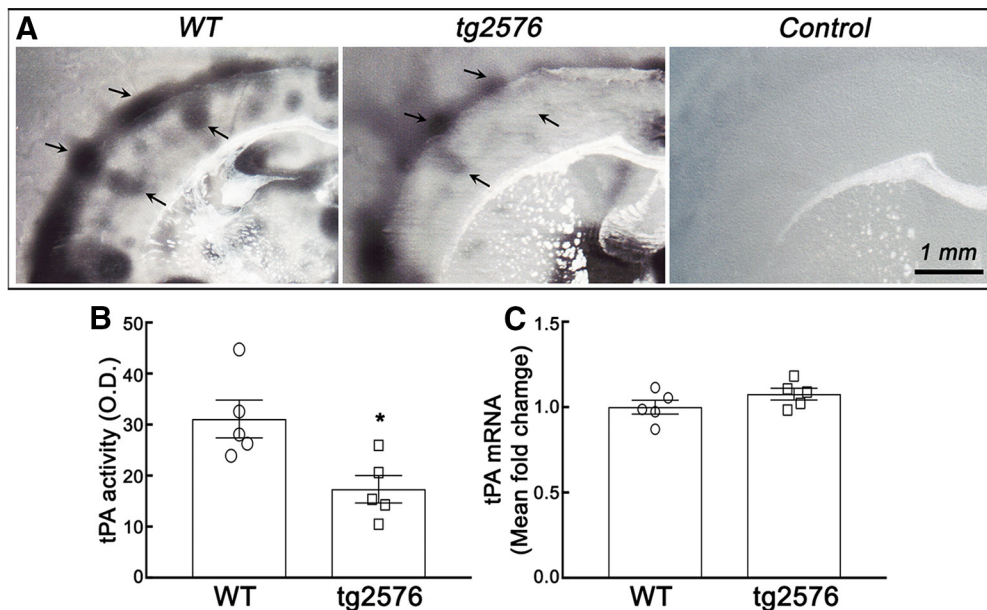 A
WT
tg2576
Control
1 mm
B
tPA activity (O.D.)
50
40
30
20
10
0
*
WT
tg2576
C
tPA mRNA
(Mean fold chamge)
1.5
1.0
0.5
0.0
WT
tg2576